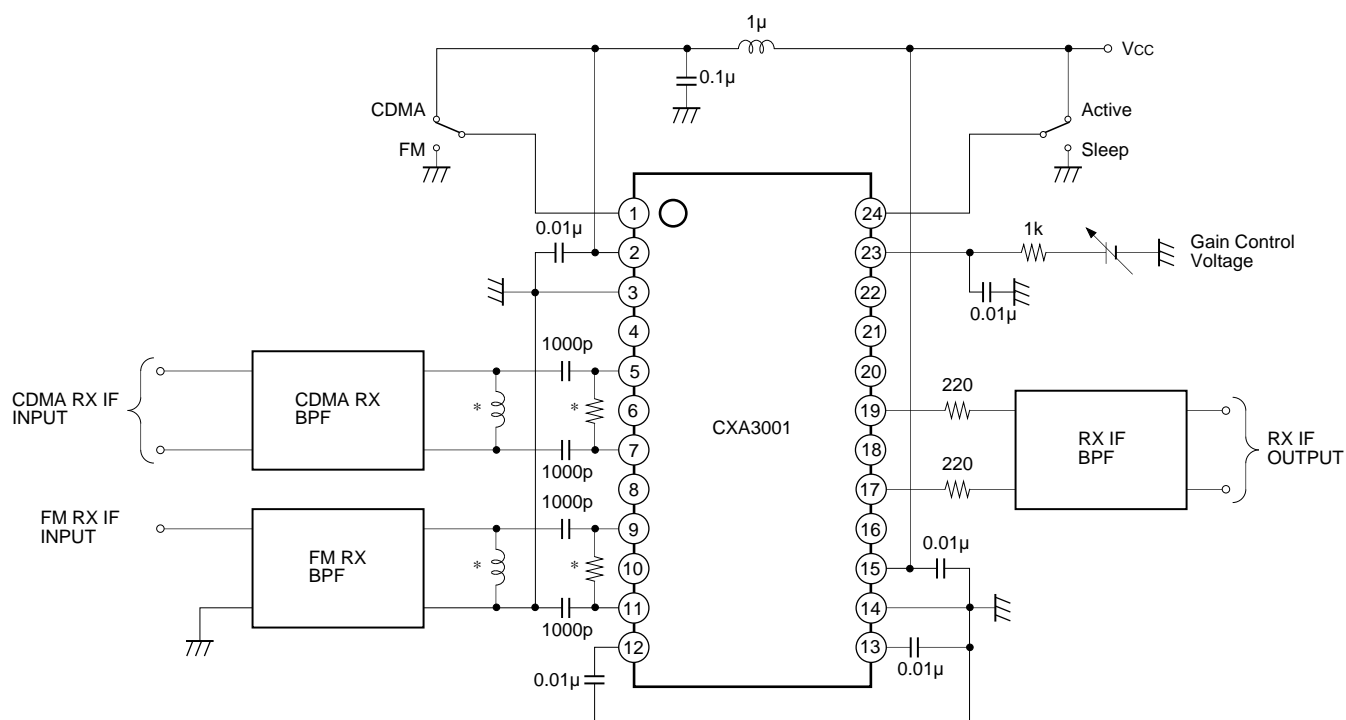 1µ
Vcc
0.1µ
CDMA
FM
Active
Sleep
1
24
0.01µ
1k
Gain Control
Voltage
2
23
3
22
0.01µ
4
21
1000p
5
20
CDMA RX IF
INPUT
CDMA RX
BPF
*
*
6
19
220
CXA3001
RX IF
BPF
RX IF
OUTPUT
7
18
1000p
220
8
17
1000p
FM RX IF
INPUT
9
16
FM RX
BPF
*
*
10
15
0.01µ
11
14
1000p
12
13
0.01µ
0.01µ